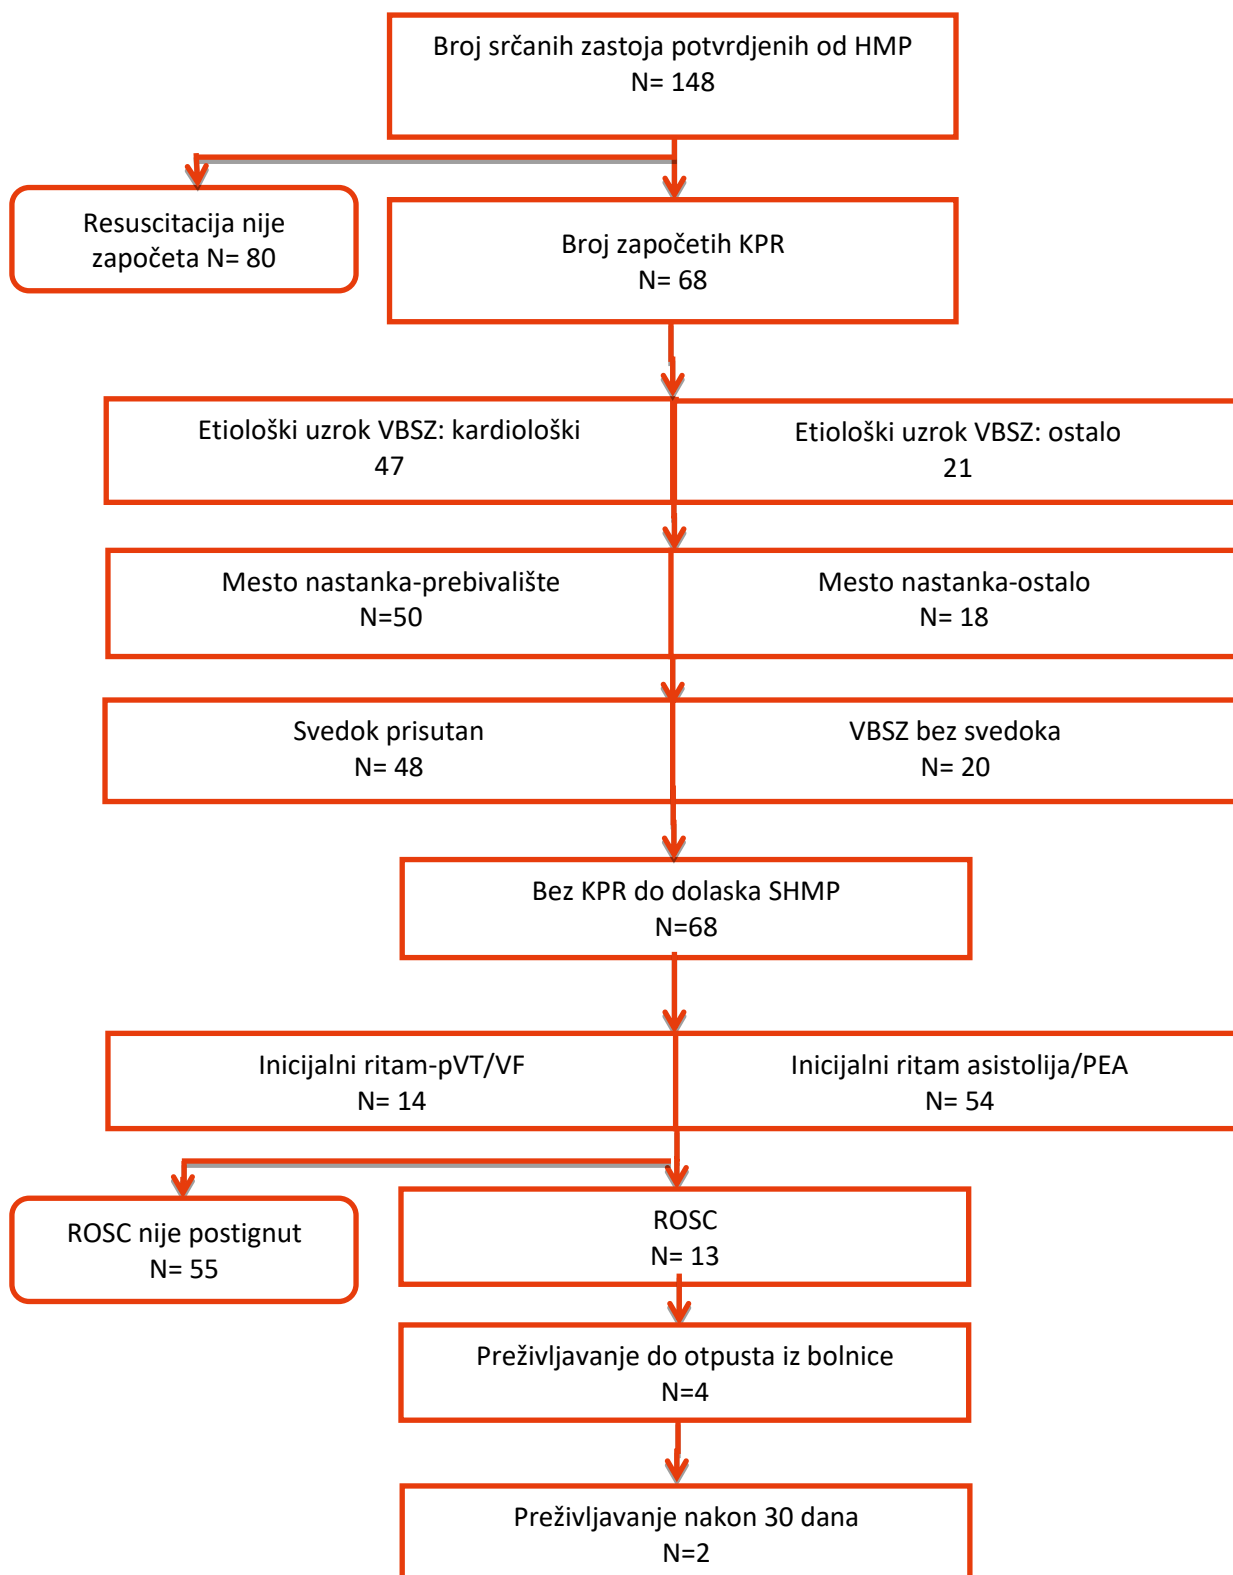 Broj srčanih zastoja potvrdjenih od HMP
N= 148
Resuscitacija nije
započeta N= 80
Broj započetih KPR
N= 68
Etiološki uzrok VBSZ: kardiološki
47
Etiološki uzrok VBSZ: ostalo
21
Mesto nastanka-prebivalište
N=50
Mesto nastanka-ostalo
N= 18
Svedok prisutan
N= 48
VBSZ bez svedoka
N= 20
Bez KPR do dolaska SHMP
N=68
Inicijalni ritam-pVT/VF
N= 14
Inicijalni ritam asistolija/PEA
N= 54
ROSC nije postignut
N= 55
ROSC
N= 13
Preživljavanje do otpusta iz bolnice
N=4
Preživljavanje nakon 30 dana
N=2